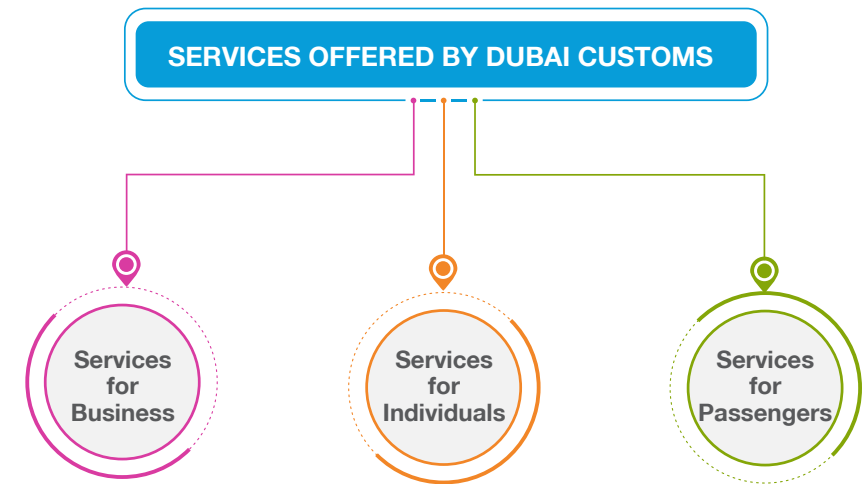 SERVICES OFFERED BY DUBAI CUSTOMS
Services
for
Business
Services
for
Individuals
Services
for
Passengers